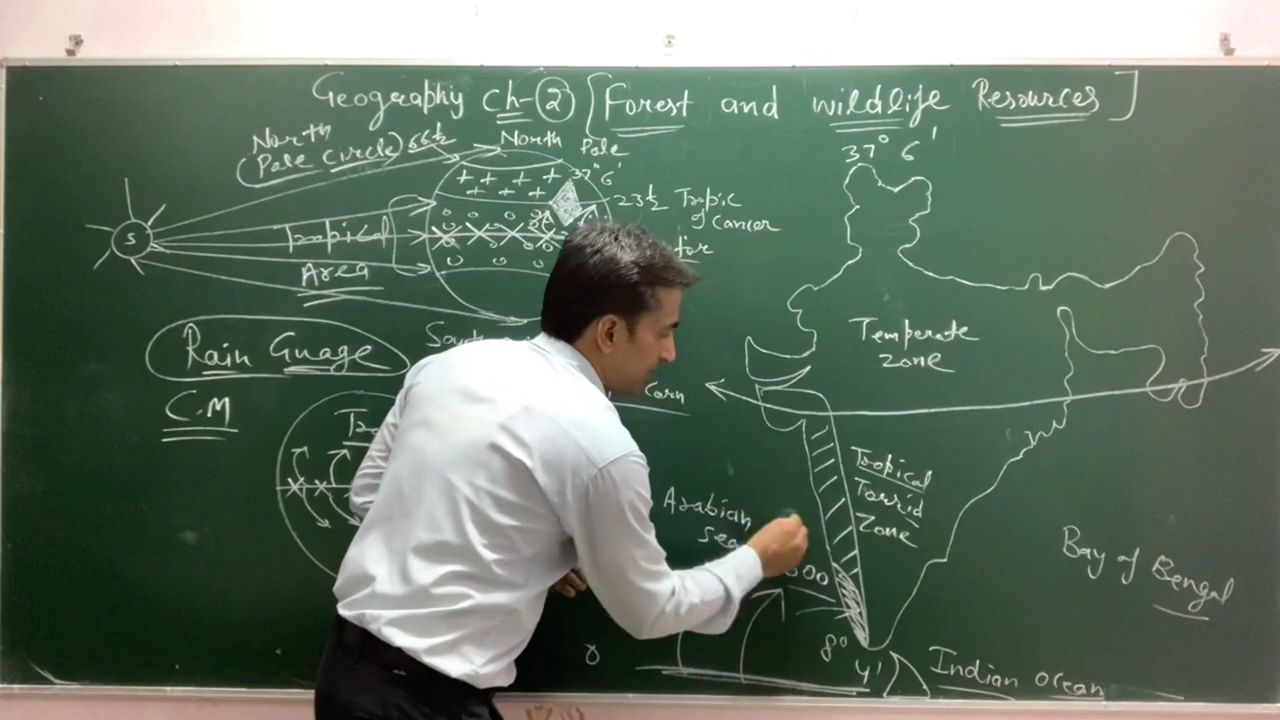 Geography Ch-② [Forest and wildlife Resources]
North
(Pole Circle) 66½
North
Pole
37° 6'
37° 6'
23½ Tropic
of Cancer
Tropical
Area
S
Rain Guage
C.M
Temperate
Zone
Tropical
Torrid
Zone
Arabian
Sea
Bay of Bengal
8°
4'
Indian Ocean